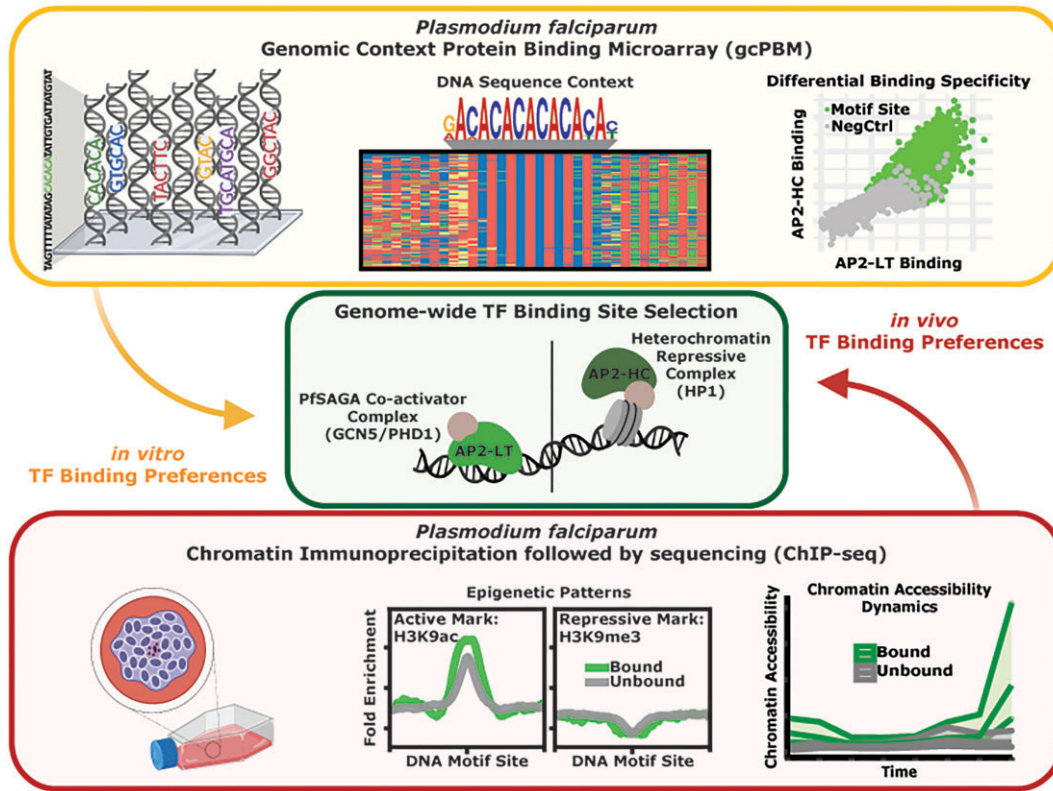 Plasmodium falciparum
Genomic Context Protein Binding Microarray (gcPBM)
TAGTTTTTATATAGCACACATATTGTGATTATGTAT
CACACA
GTGCAC
TACTTC
GTAC
TGCATGCA
GGCTAC
DNA Sequence Context
GACACACACACAC
Differential Binding Specificity
Motif Site
NegCtrl
AP2-HC Binding
AP2-LT Binding
Genome-wide TF Binding Site Selection
PfSAGA Co-activator
Complex
(GCN5/PHD1)
AP2-LT
Heterochromatin
Repressive
Complex
(HP1)
AP2-HC
in vitro
TF Binding Preferences
in vivo
TF Binding Preferences
Plasmodium falciparum
Chromatin Immunoprecipitation followed by sequencing (ChIP-seq)
Epigenetic Patterns
Fold Enrichment
Active Mark:
H3K9ac
Repressive Mark:
H3K9me3
Bound
Unbound
DNA Motif Site
DNA Motif Site
Chromatin Accessibility
Dynamics
Bound
Unbound
Chromatin Accessibility
Time